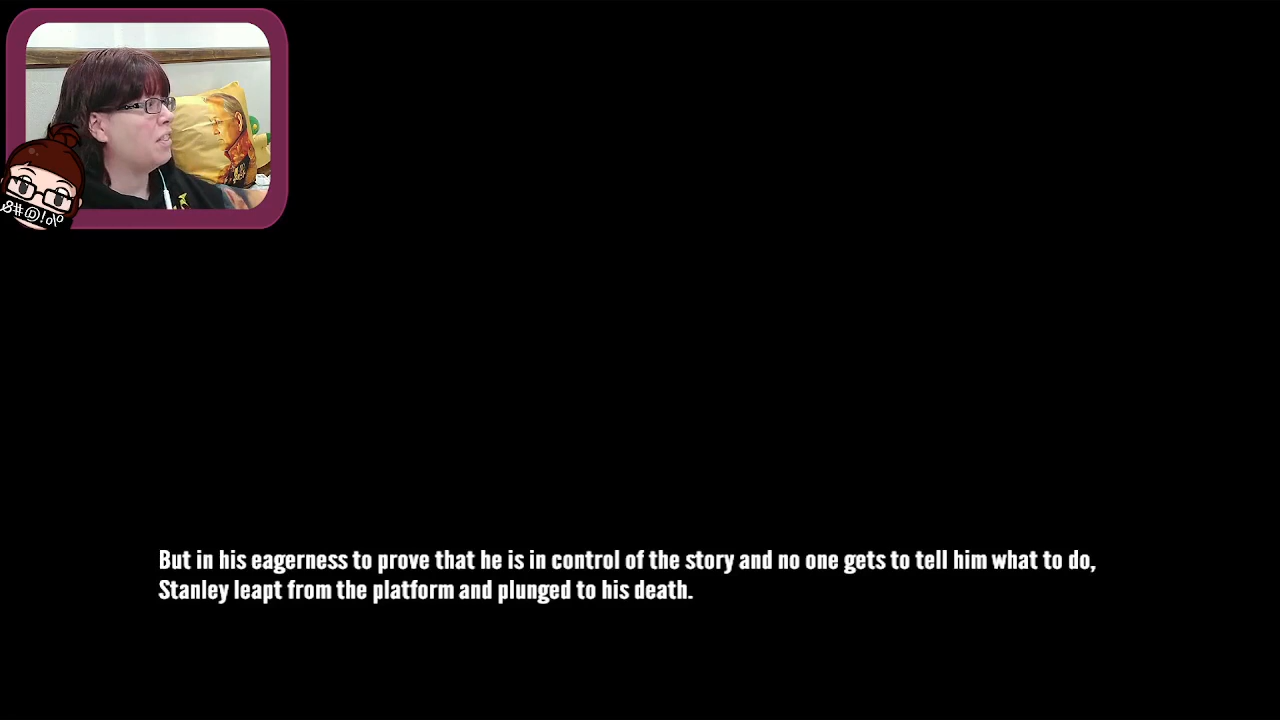 &#@!%
But in his eagerness to prove that he is in control of the story and no one gets to tell him what to do,
Stanley leapt from the platform and plunged to his death.